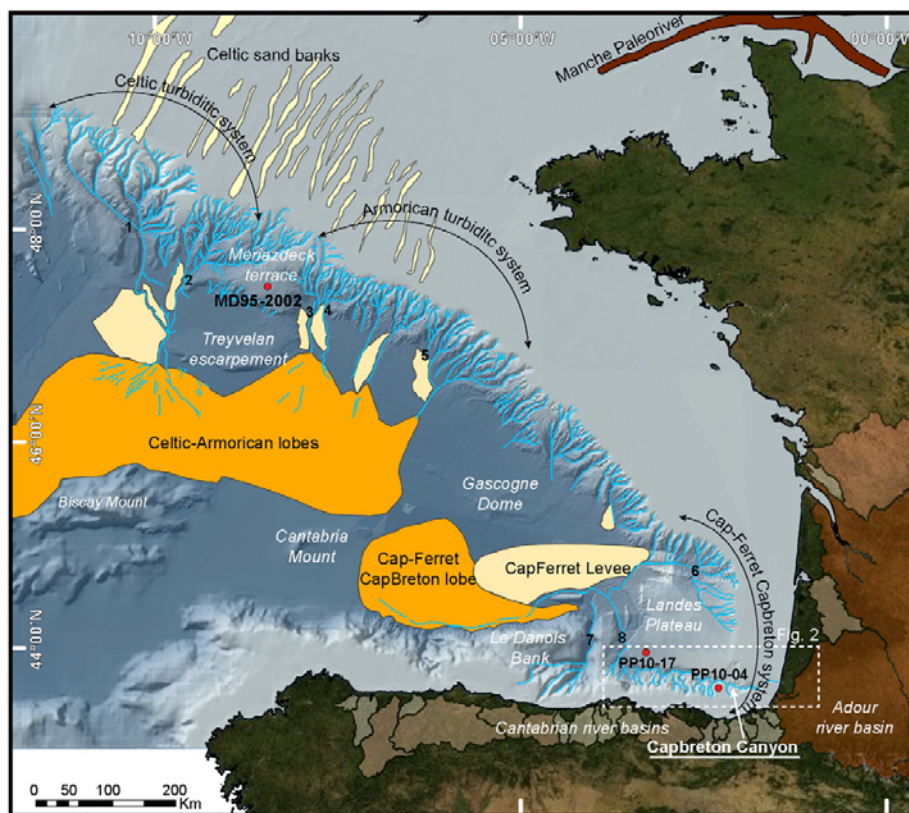 10°00'W
05°00'W
00°00'W
Celtic sand banks
Manche Paleoriver
Celtic turbiditic system
Armorican turbiditc system
48°00'N
1
2
Meriazdeck
terrace
MD95-2002
3
4
Treyvelan
escarpement
5
Celtic-Armorican lobes
46°00'N
Biscay Mount
Gascogne
Dome
Cantabria
Mount
Cap-Ferret
CapBreton lobe
CapFerret Levee
6
Cap-Ferret Capbreton system
Landes
Plateau
Fig. 2
44°00'N
Le Danois
Bank
7
8
PP10-17
PP10-04
Adour
river basin
Cantabrian river basins
Capbreton Canyon
0 50 100 200
Km